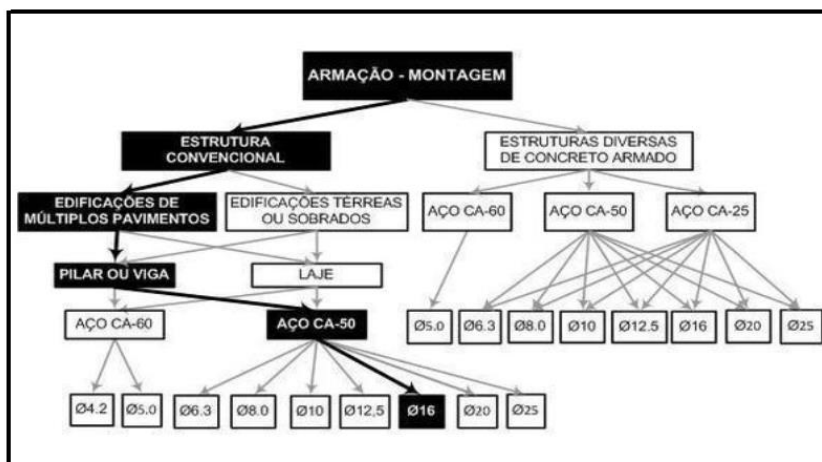 ARMAÇÃO - MONTAGEM
ESTRUTURA
CONVENCIONAL
ESTRUTURAS DIVERSAS
DE CONCRETO ARMADO
EDIFICAÇÕES DE
MÚLTIPLOS PAVIMENTOS
EDIFICAÇÕES TÉRREAS
OU SOBRADOS
AÇO CA-60
AÇO CA-50
AÇO CA-25
PILAR OU VIGA
LAJE
AÇO CA-60
AÇO CA-50
Ø5.0
Ø6.3
Ø8.0
Ø10
Ø12.5
Ø16
Ø20
Ø25
Ø4.2
Ø5.0
Ø6.3
Ø8.0
Ø10
Ø12,5
Ø16
Ø20
Ø25